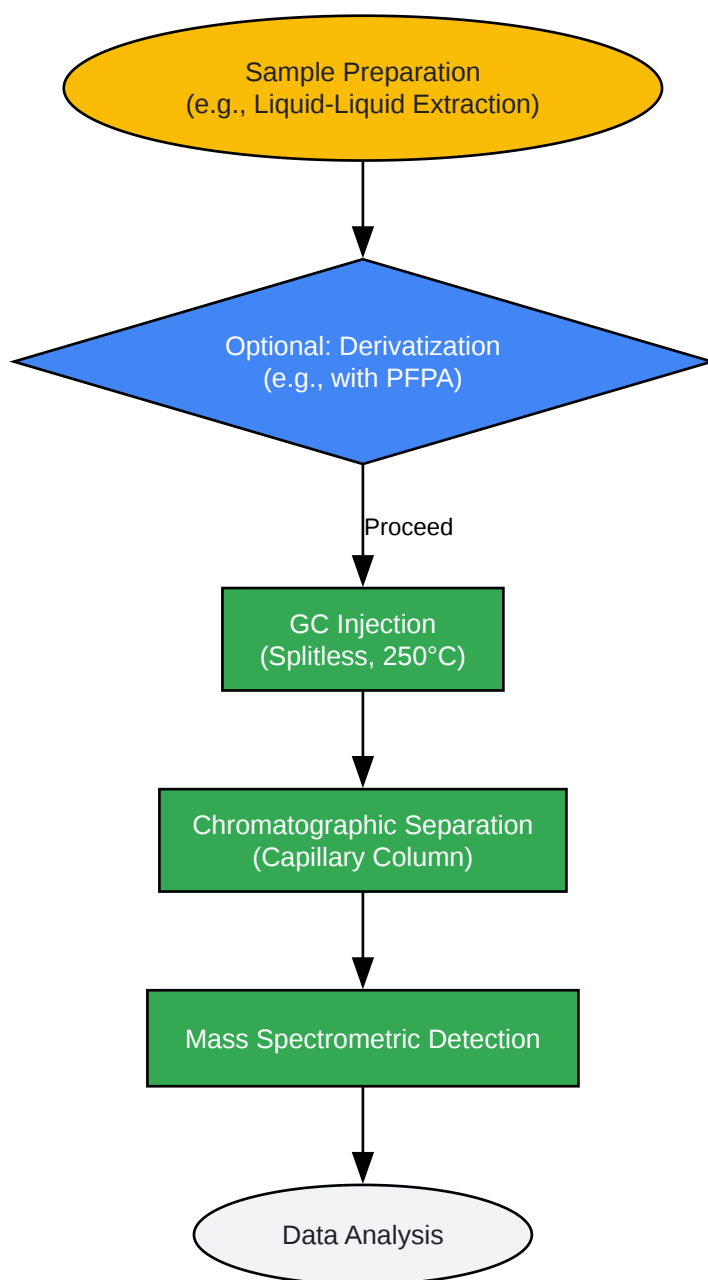 Sample Preparation
(e.g., Liquid-Liquid Extraction)
Optional: Derivatization
(e.g., with PFPA)
Proceed
GC Injection
(Splitless, 250°C)
Chromatographic Separation
(Capillary Column)
Mass Spectrometric Detection
Data Analysis